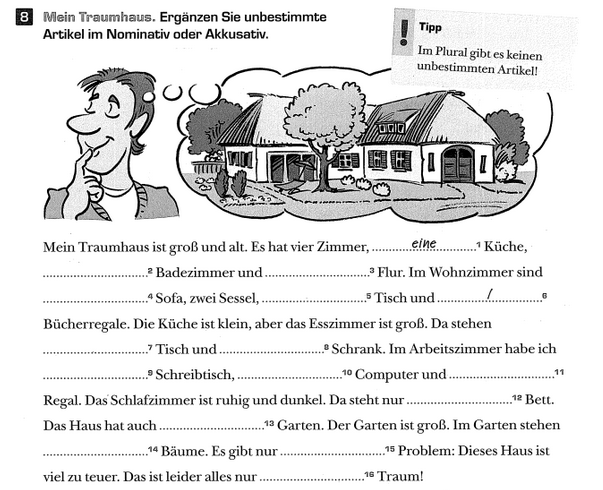 8 Mein Traumhaus. Ergänzen Sie unbestimmte
Artikel im Nominativ oder Akkusativ.
! Tipp
Im Plural gibt es keinen
unbestimmten Artikel!
Mein Traumhaus ist groß und alt. Es hat vier Zimmer, ......eine......¹ Küche,
............² Badezimmer und ............³ Flur. Im Wohnzimmer sind
............⁴ Sofa, zwei Sessel, ............⁵ Tisch und ....../......⁶
Bücherregale. Die Küche ist klein, aber das Esszimmer ist groß. Da stehen
............⁷ Tisch und ............⁸ Schrank. Im Arbeitszimmer habe ich
............⁹ Schreibtisch, ............¹⁰ Computer und ............¹¹
Regal. Das Schlafzimmer ist ruhig und dunkel. Da steht nur ............¹² Bett.
Das Haus hat auch ............¹³ Garten. Der Garten ist groß. Im Garten stehen
............¹⁴ Bäume. Es gibt nur ............¹⁵ Problem: Dieses Haus ist
viel zu teuer. Das ist leider alles nur ............¹⁶ Traum!